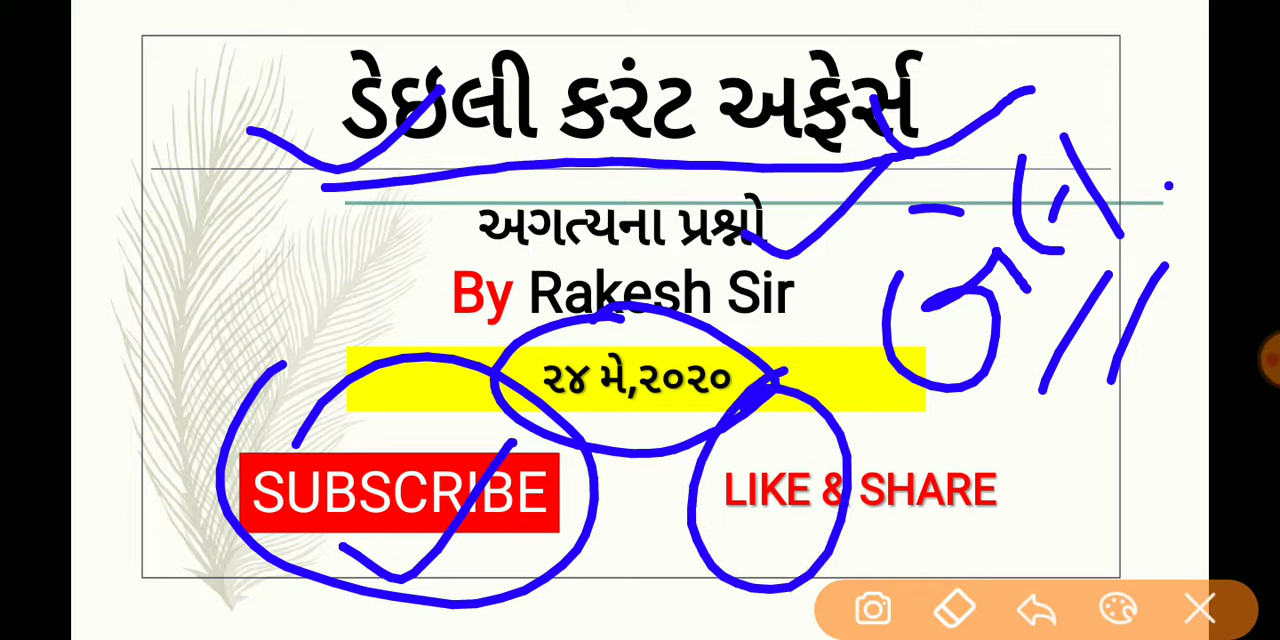 ડેઇલી કરંટ અફેર્સ
અગત્યના પ્રશ્નો
By Rakesh Sir
૨૪ મે,૨૦૨૦
SUBSCRIBE
LIKE & SHARE